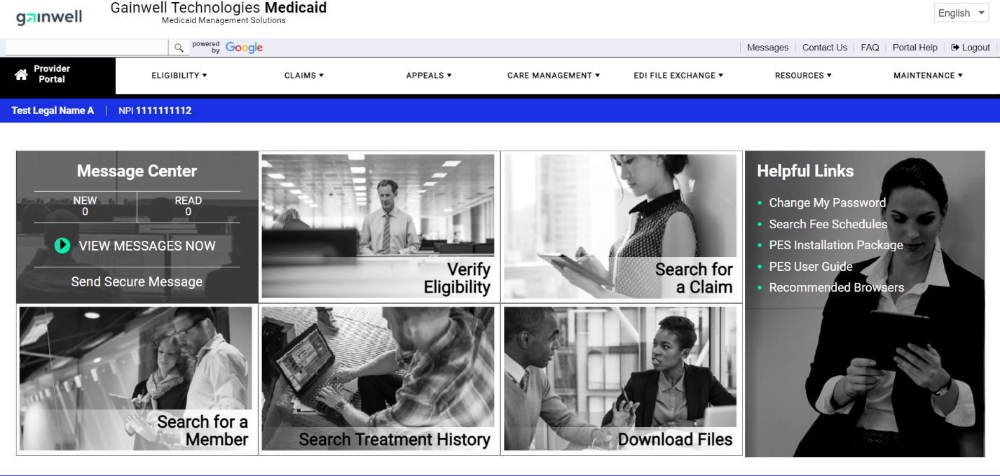 gainwell
Gainwell Technologies Medicaid
Medicaid Management Solutions
English
powered
by
Google
Messages
Contact Us
FAQ
Portal Help
Logout
Provider
Portal
ELIGIBILITY
CLAIMS
APPEALS
CARE MANAGEMENT
EDI FILE EXCHANGE
RESOURCES
MAINTENANCE
Test Legal Name A
NPI 1111111112
Message Center
NEW
0
READ
0
VIEW MESSAGES NOW
Send Secure Message
Verify
Eligibility
Search for
a Claim
Helpful Links
Change My Password
Search Fee Schedules
PES Installation Package
PES User Guide
Recommended Browsers
Search for a
Member
Search Treatment History
Download Files